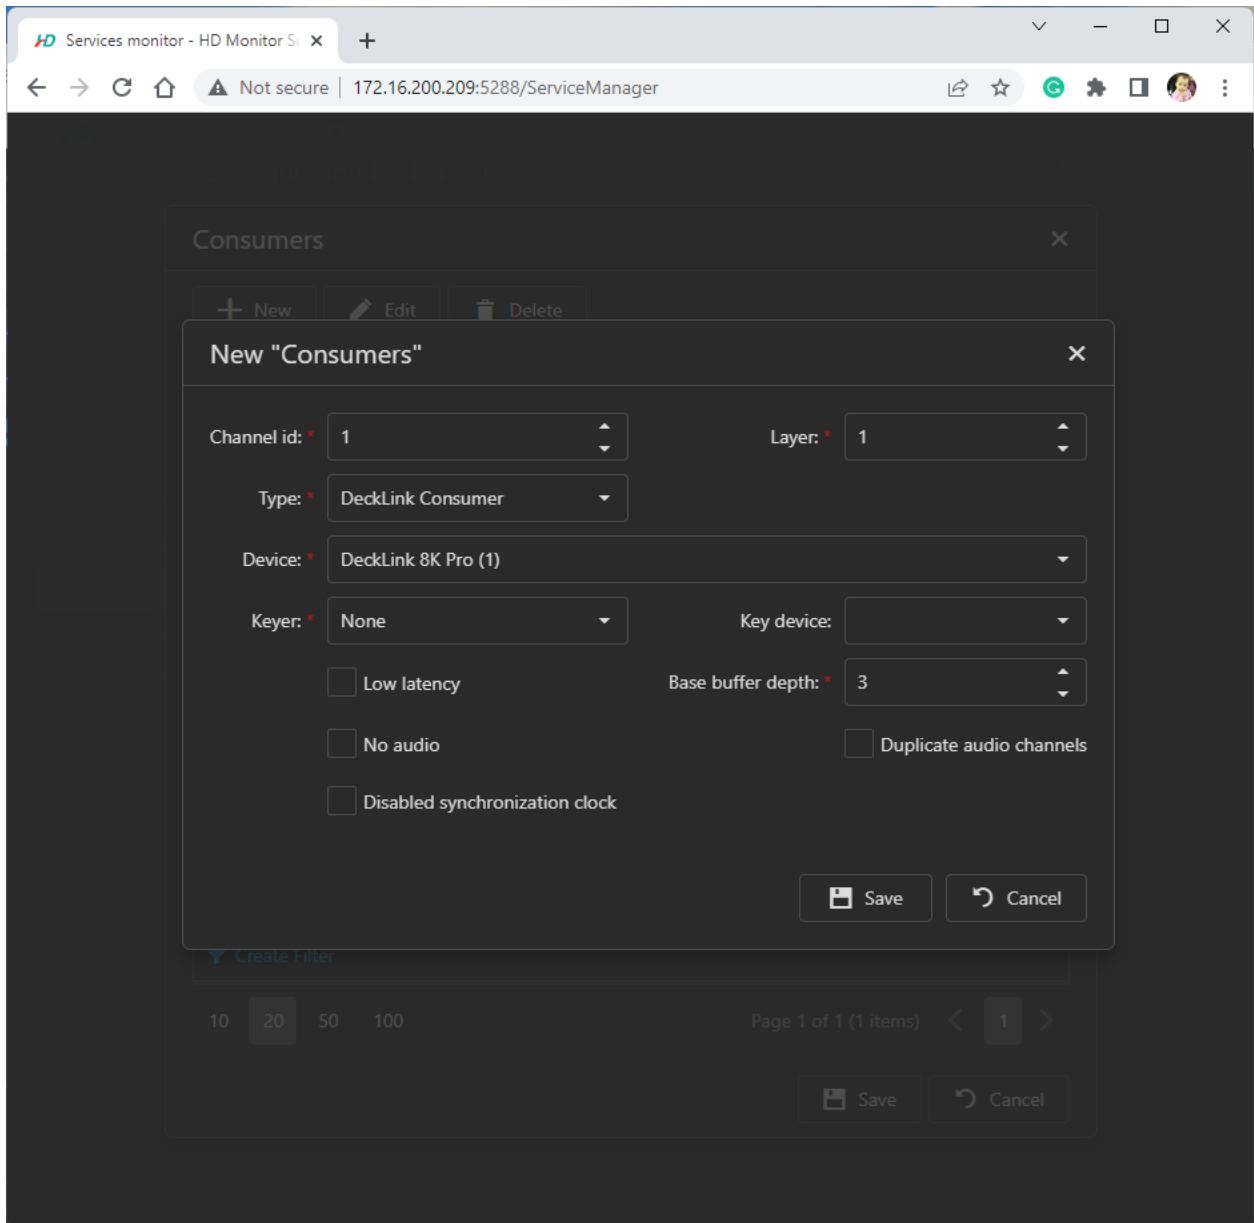 HD Services monitor - HD Monitor S
Not secure 172.16.200.209:5288/ServiceManager
Consumers
New Edit Delete
New "Consumers"
Channel id: * 1 Layer: * 1
Type: * DeckLink Consumer
Device: * DeckLink 8K Pro (1)
Keyer: * None Key device:
Low latency Base buffer depth: * 3
No audio Duplicate audio channels
Disabled synchronization clock
Save Cancel
Create Filter
10 20 50 100 Page 1 of 1 (1 items) 1
Save Cancel